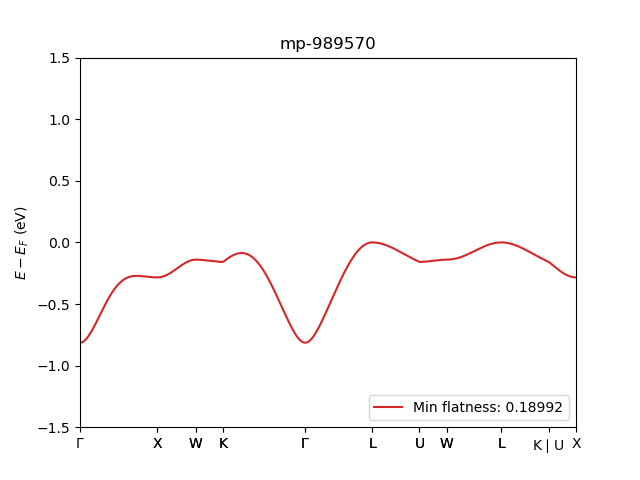 mp-989570
1.5
1.0
0.5
0.0
−0.5
−1.0
−1.5
E − E_F (eV)
Min flatness: 0.18992
Γ X W K Γ L U W L K | U X